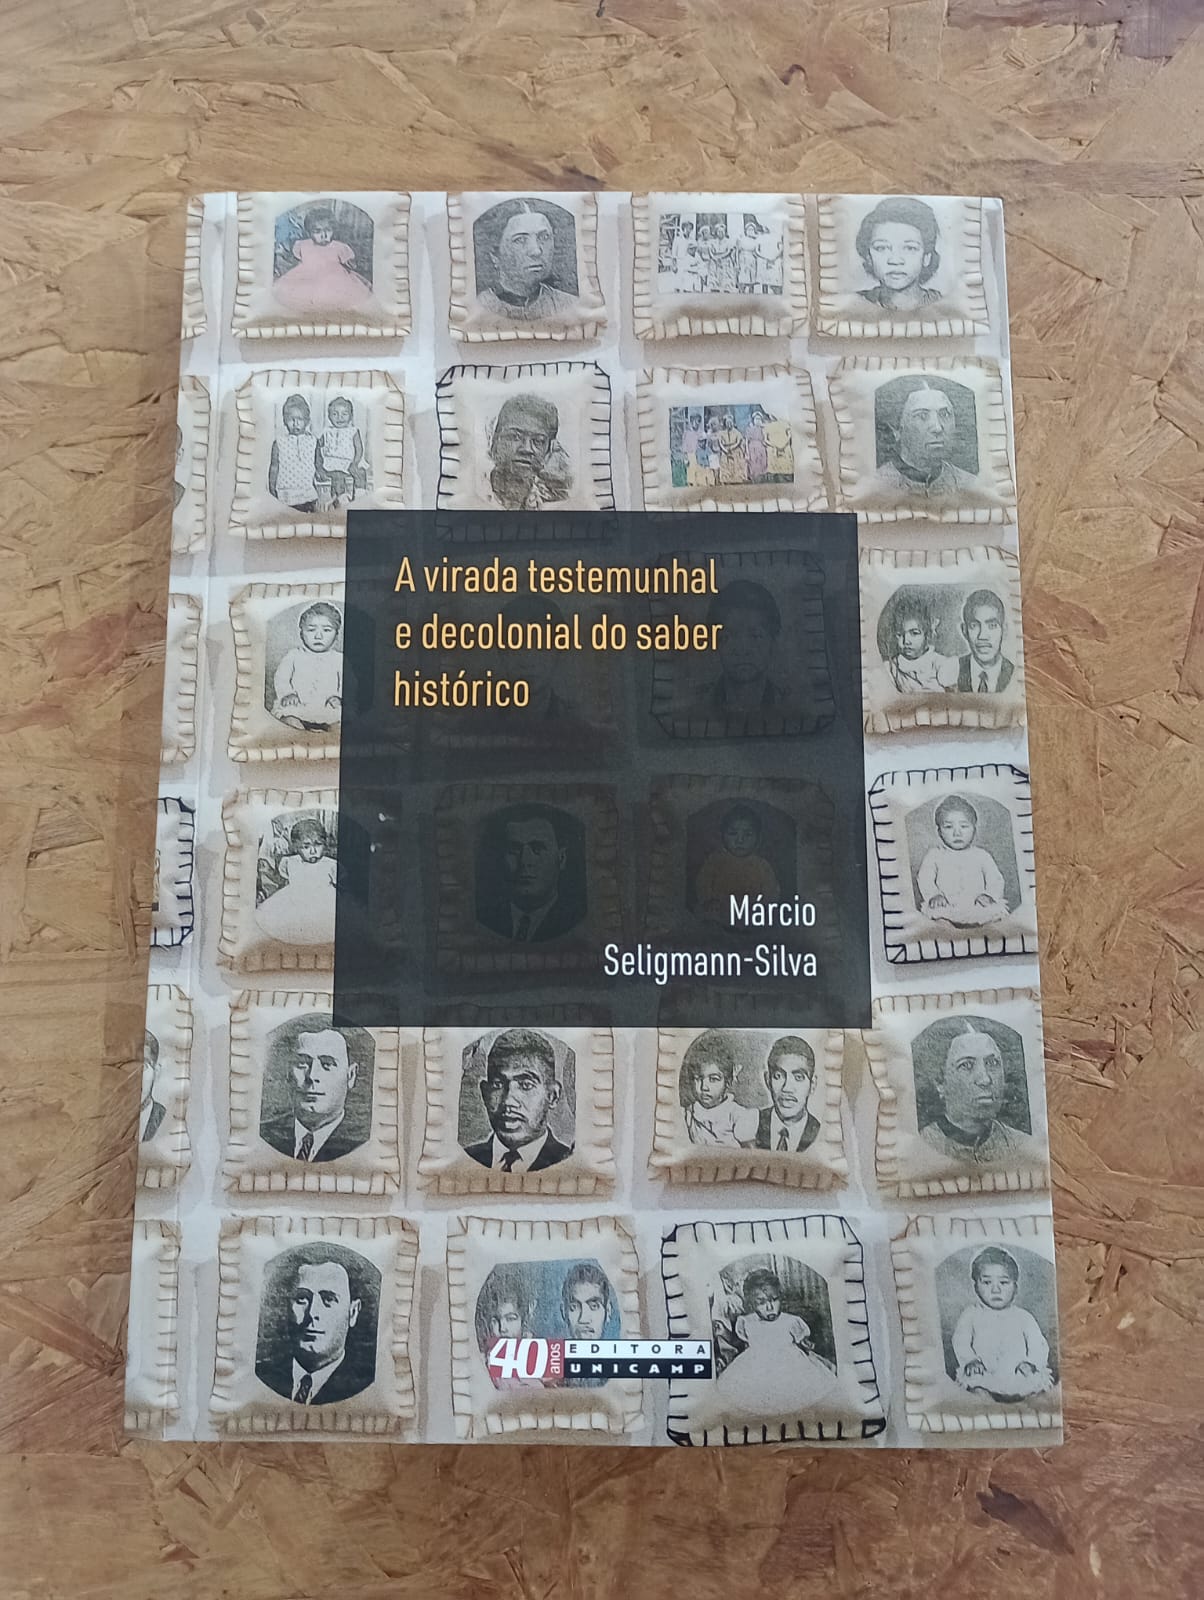 A virada testemunhal
e decolonial do saber
histórico
Márcio
Seligmann-Silva
40 anos EDITORA
UNICAMP